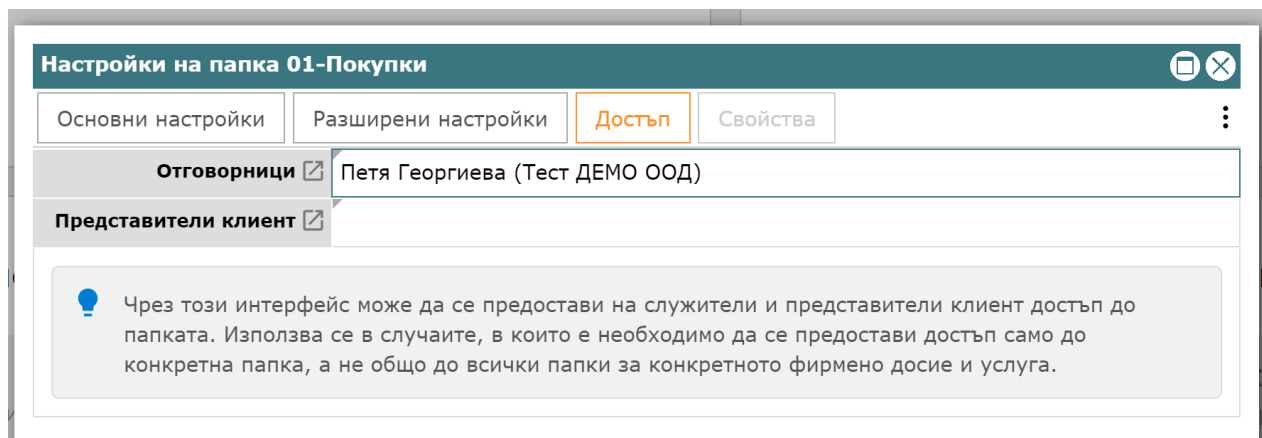 Настройки на папка 01-Покупки
Основни настройки Разширени настройки Достъп Свойства
Отговорници Петя Георгиева (Тест ДЕМО ООД)
Представители клиент
Чрез този интерфейс може да се предостави на служители и представители клиент достъп до
папката. Използва се в случаите, в които е необходимо да се предостави достъп само до
конкретна папка, а не общо до всички папки за конкретното фирмено досие и услуга.